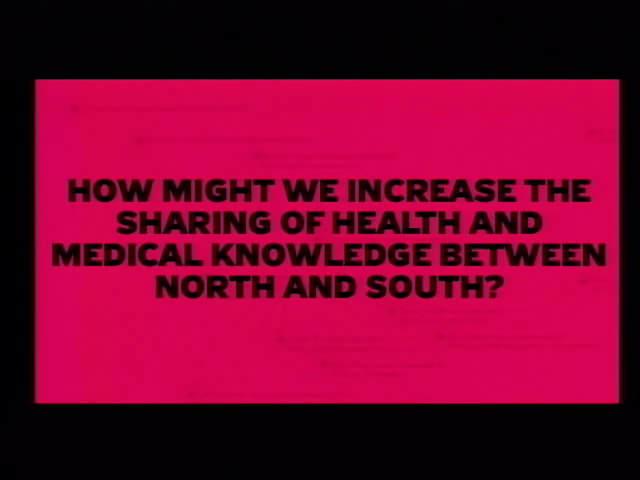 HOW MIGHT WE INCREASE THE
SHARING OF HEALTH AND
MEDICAL KNOWLEDGE BETWEEN
NORTH AND SOUTH?